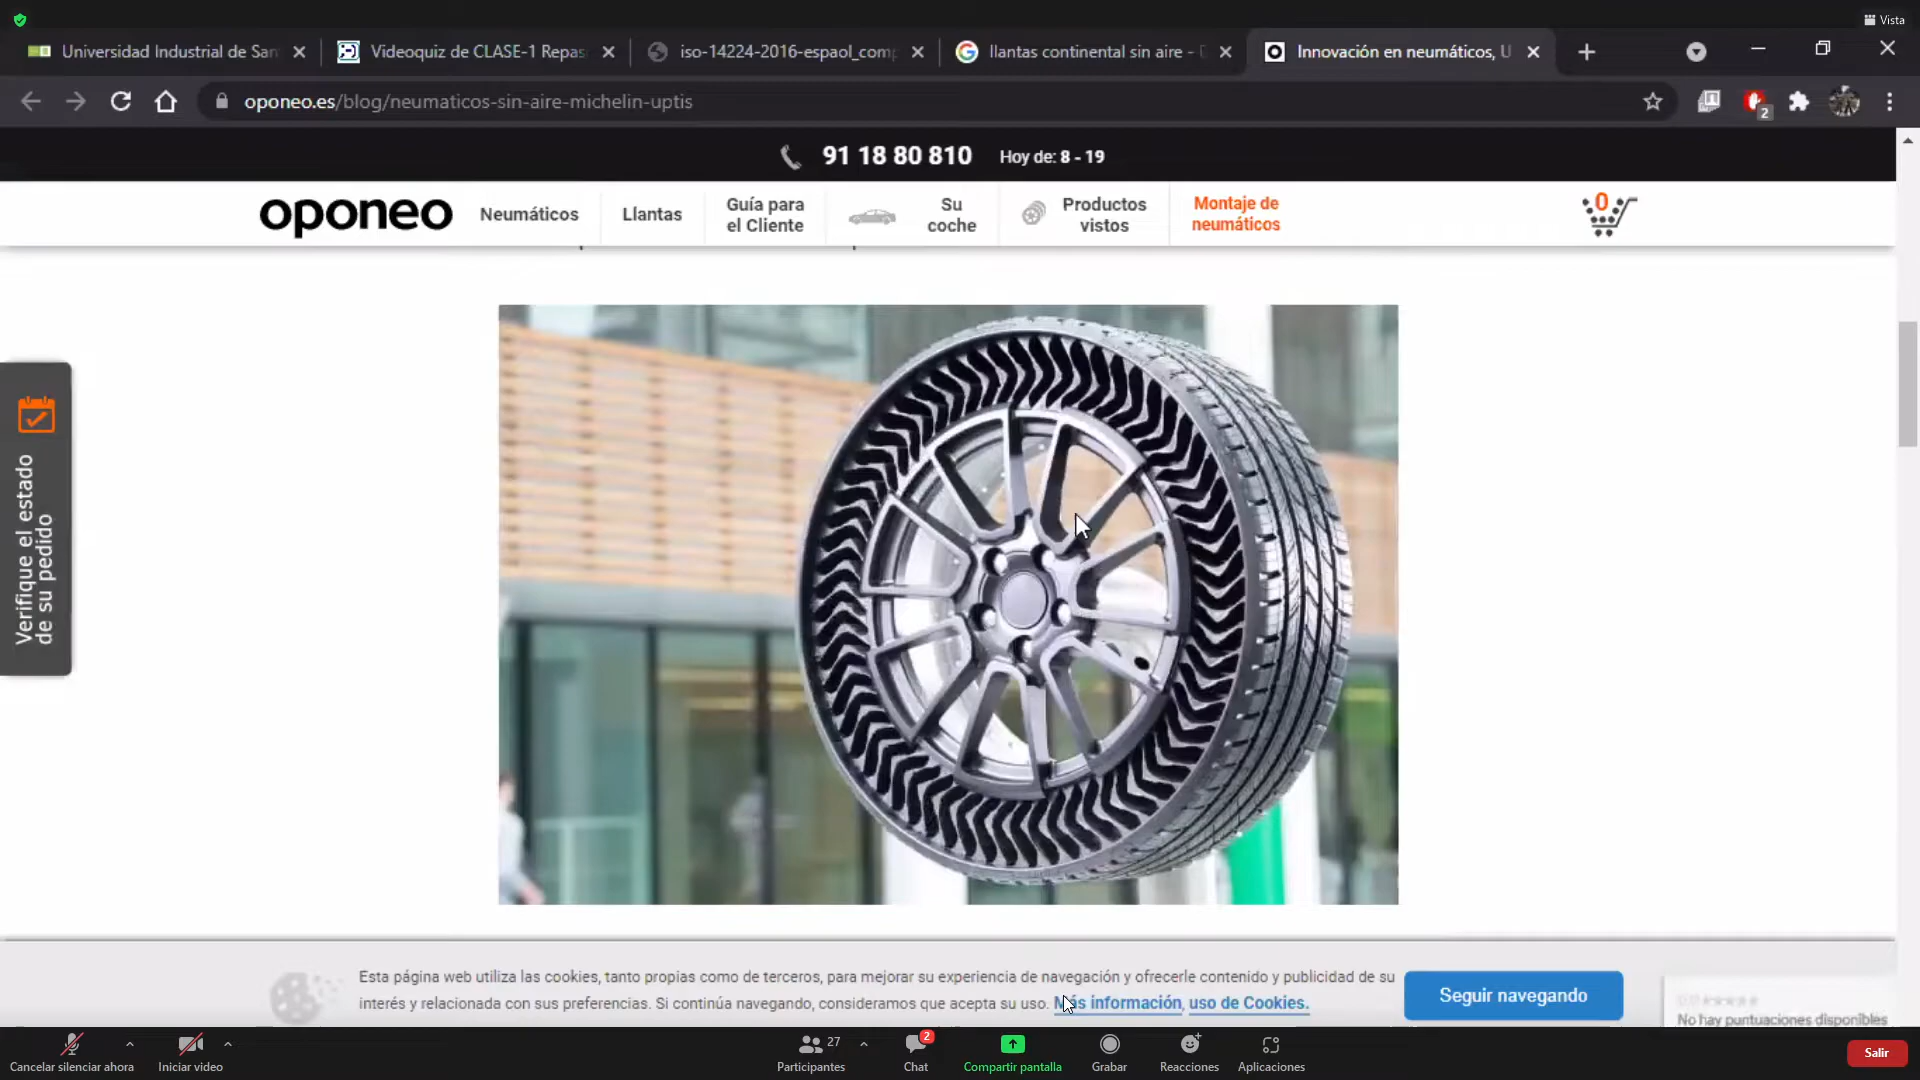 Vista
Universidad Industrial de San
Videoquiz de CLASE-1 Repas
iso-14224-2016-espaol_comp
llantas continental sin aire -
Innovación en neumáticos, U
oponeo.es/blog/neumaticos-sin-aire-michelin-uptis
2
91 18 80 810 Hoy de: 8 - 19
oponeo
Neumáticos
Llantas
Guía para
el Cliente
Su
coche
Productos
vistos
Montaje de
neumáticos
0
Verifique el estado
de su pedido
Esta página web utiliza las cookies, tanto propias como de terceros, para mejorar su experiencia de navegación y ofrecerle contenido y publicidad de su
interés y relacionada con sus preferencias. Si continúa navegando, consideramos que acepta su uso. Más información, uso de Cookies.
Seguir navegando
No hay puntuaciones disponibles
Cancelar silenciar ahora
Iniciar video
27
Participantes
2
Chat
Compartir pantalla
Grabar
Reacciones
Aplicaciones
Salir